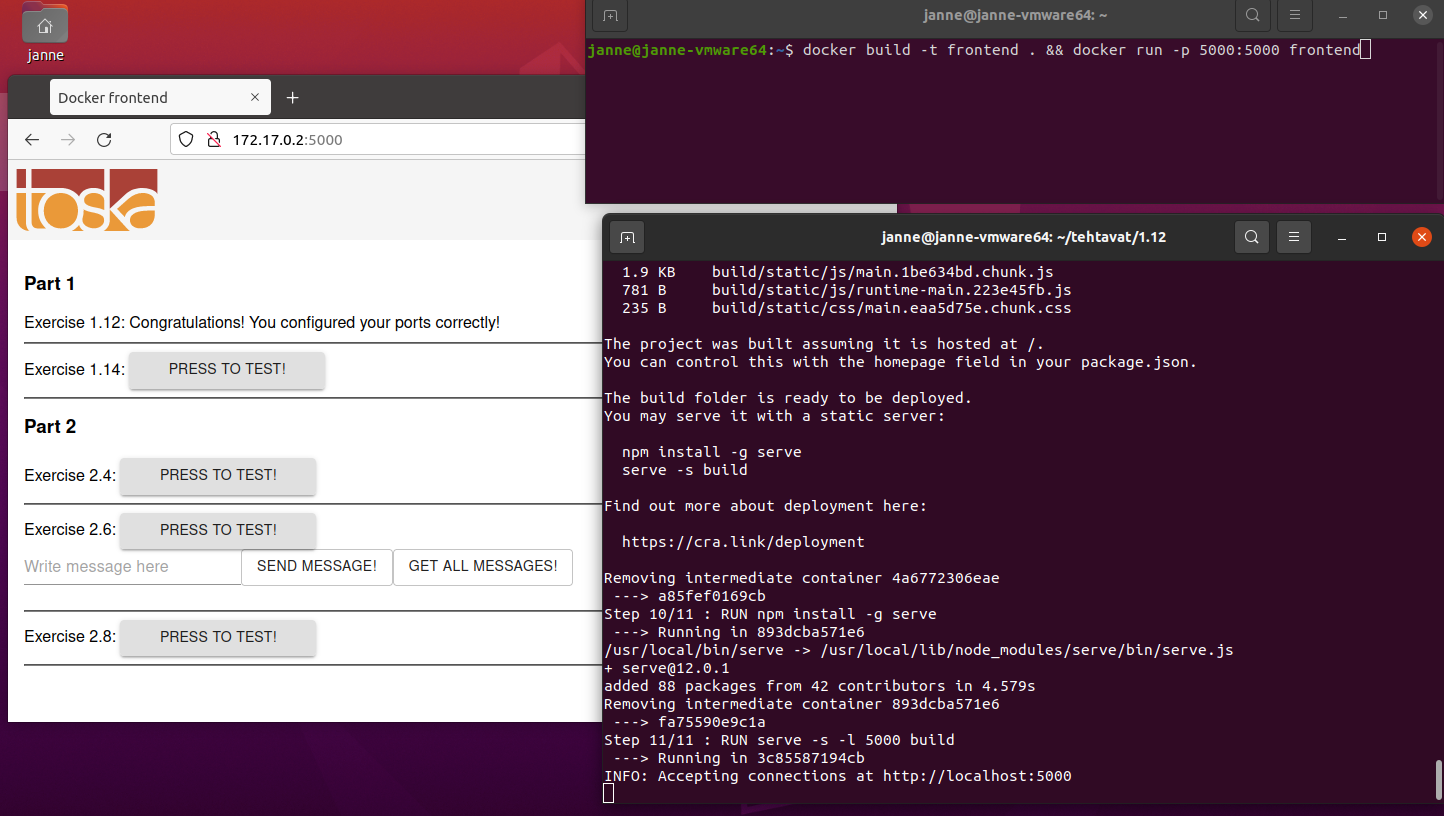 janne
Docker frontend
172.17.0.2:5000
toska
Part 1
Exercise 1.12: Congratulations! You configured your ports correctly!
Exercise 1.14: PRESS TO TEST!
Part 2
Exercise 2.4: PRESS TO TEST!
Exercise 2.6: PRESS TO TEST!
Write message here SEND MESSAGE! GET ALL MESSAGES!
Exercise 2.8: PRESS TO TEST!
janne@janne-vmware64: ~
janne@janne-vmware64:~$ docker build -t frontend . && docker run -p 5000:5000 frontend
janne@janne-vmware64: ~/tehtavat/1.12
1.9 KB build/static/js/main.1be634bd.chunk.js
781 B build/static/js/runtime-main.223e45fb.js
235 B build/static/css/main.eaa5d75e.chunk.css
The project was built assuming it is hosted at /.
You can control this with the homepage field in your package.json.
The build folder is ready to be deployed.
You may serve it with a static server:
npm install -g serve
serve -s build
Find out more about deployment here:
https://cra.link/deployment
Removing intermediate container 4a6772306eae
---> a85fef0169cb
Step 10/11 : RUN npm install -g serve
---> Running in 893dcba571e6
/usr/local/bin/serve -> /usr/local/lib/node_modules/serve/bin/serve.js
+ serve@12.0.1
added 88 packages from 42 contributors in 4.579s
Removing intermediate container 893dcba571e6
---> fa75590e9c1a
Step 11/11 : RUN serve -s -l 5000 build
---> Running in 3c85587194cb
INFO: Accepting connections at http://localhost:5000